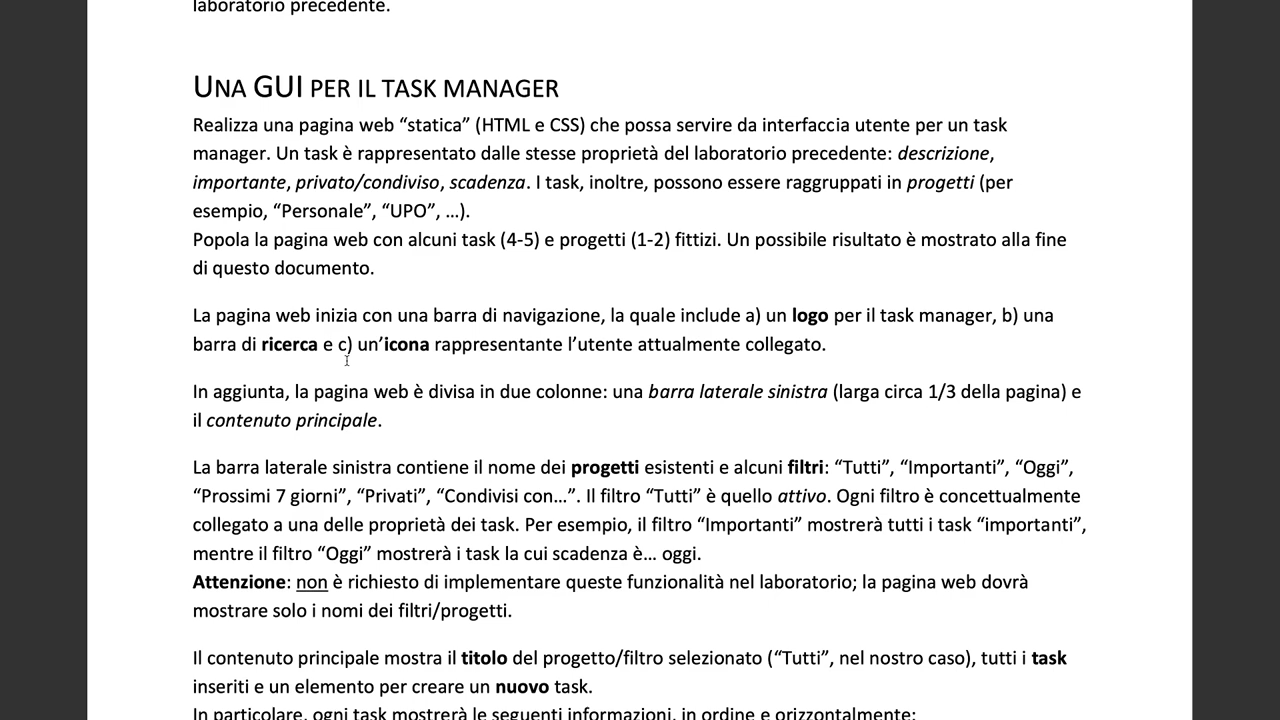 laboratorio precedente.
UNA GUI PER IL TASK MANAGER
Realizza una pagina web “statica” (HTML e CSS) che possa servire da interfaccia utente per un task
manager. Un task è rappresentato dalle stesse proprietà del laboratorio precedente: descrizione,
importante, privato/condiviso, scadenza. I task, inoltre, possono essere raggruppati in progetti (per
esempio, “Personale”, “UPO”, …).
Popola la pagina web con alcuni task (4-5) e progetti (1-2) fittizi. Un possibile risultato è mostrato alla fine
di questo documento.
La pagina web inizia con una barra di navigazione, la quale include a) un logo per il task manager, b) una
barra di ricerca e c) un’icona rappresentante l’utente attualmente collegato.
In aggiunta, la pagina web è divisa in due colonne: una barra laterale sinistra (larga circa 1/3 della pagina) e
il contenuto principale.
La barra laterale sinistra contiene il nome dei progetti esistenti e alcuni filtri: “Tutti”, “Importanti”, “Oggi”,
“Prossimi 7 giorni”, “Privati”, “Condivisi con…”. Il filtro “Tutti” è quello attivo. Ogni filtro è concettualmente
collegato a una delle proprietà dei task. Per esempio, il filtro “Importanti” mostrerà tutti i task “importanti”,
mentre il filtro “Oggi” mostrerà i task la cui scadenza è… oggi.
Attenzione: non è richiesto di implementare queste funzionalità nel laboratorio; la pagina web dovrà
mostrare solo i nomi dei filtri/progetti.
Il contenuto principale mostra il titolo del progetto/filtro selezionato (“Tutti”, nel nostro caso), tutti i task
inseriti e un elemento per creare un nuovo task.
In particolare, ogni task mostrerà le seguenti informazioni, in ordine e orizzontalmente: